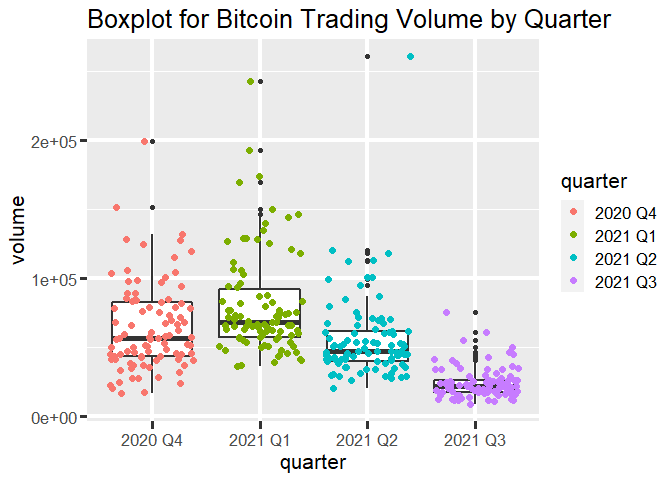 Boxplot for Bitcoin Trading Volume by Quarter
volume
2e+05
1e+05
0e+00
2020 Q4 2021 Q1 2021 Q2 2021 Q3
quarter
quarter
2020 Q4
2021 Q1
2021 Q2
2021 Q3